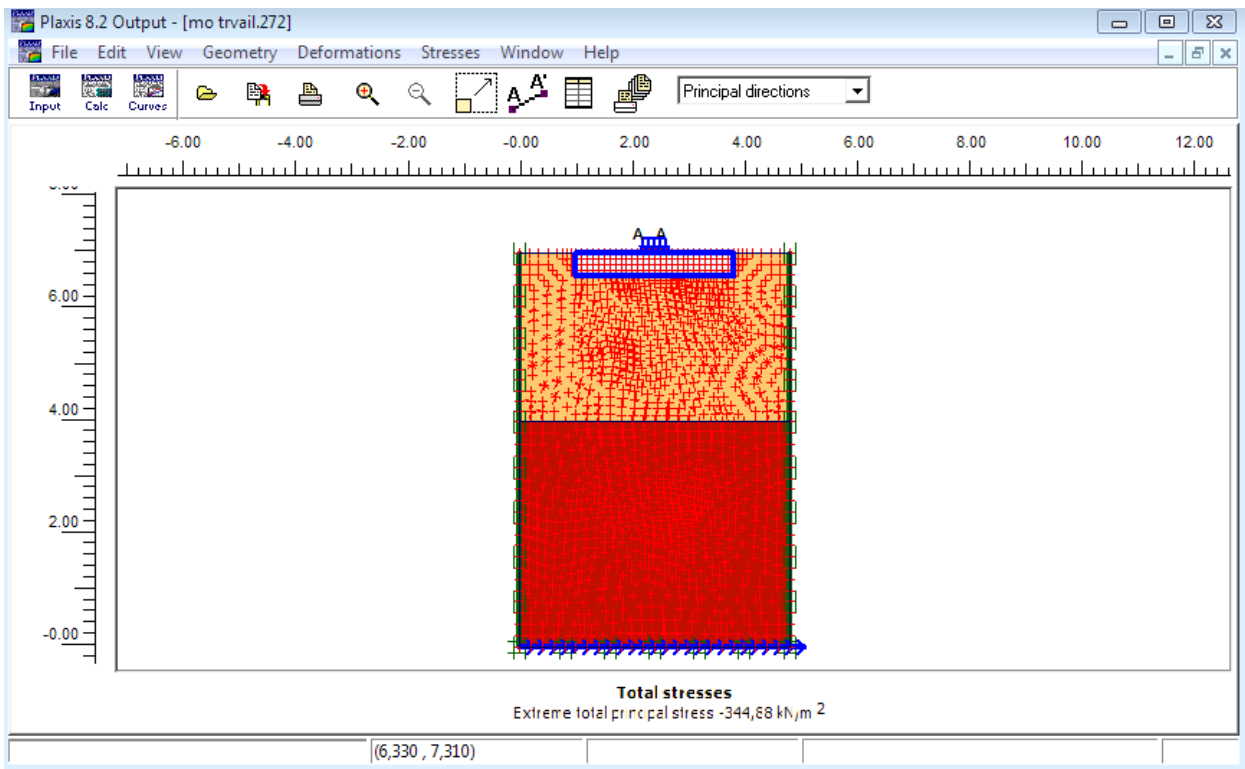 Plaxis 8.2 Output - [mo trvail.272]
File Edit View Geometry Deformations Stresses Window Help
Input Calc Curves A A' Principal directions
-6.00 -4.00 -2.00 -0.00 2.00 4.00 6.00 8.00 10.00 12.00
A A
6.00
4.00
2.00
-0.00
Total stresses
Extreme total principal stress -344,88 kN/m 2
(6,330 , 7,310)